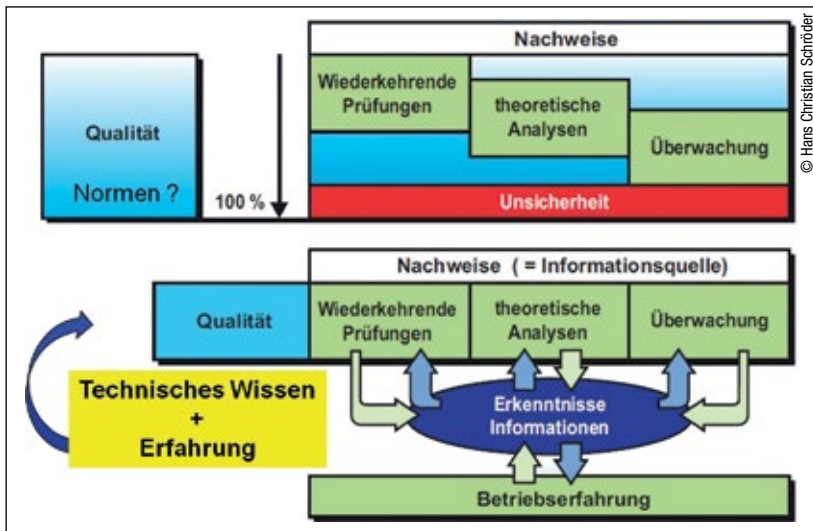 Nachweise
Wiederkehrende
Prüfungen
theoretische
Analysen
Überwachung
Qualität
Normen ?
100 %
Unsicherheit
© Hans Christian Schröder
Nachweise ( = Informationsquelle)
Qualität
Wiederkehrende
Prüfungen
theoretische
Analysen
Überwachung
Technisches Wissen
+
Erfahrung
Erkenntnisse
Informationen
Betriebserfahrung